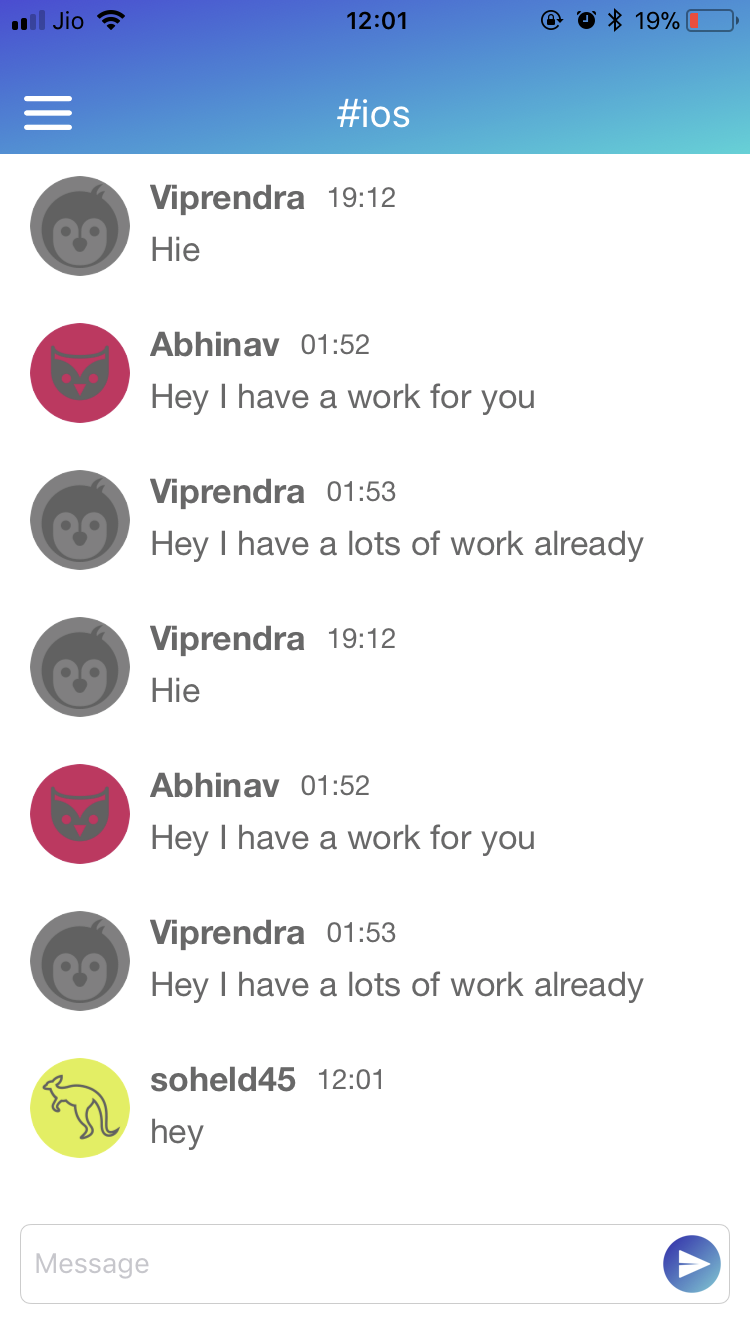 Jio 12:01 19%
#ios
Viprendra 19:12
Hie
Abhinav 01:52
Hey I have a work for you
Viprendra 01:53
Hey I have a lots of work already
Viprendra 19:12
Hie
Abhinav 01:52
Hey I have a work for you
Viprendra 01:53
Hey I have a lots of work already
soheld45 12:01
hey
Message